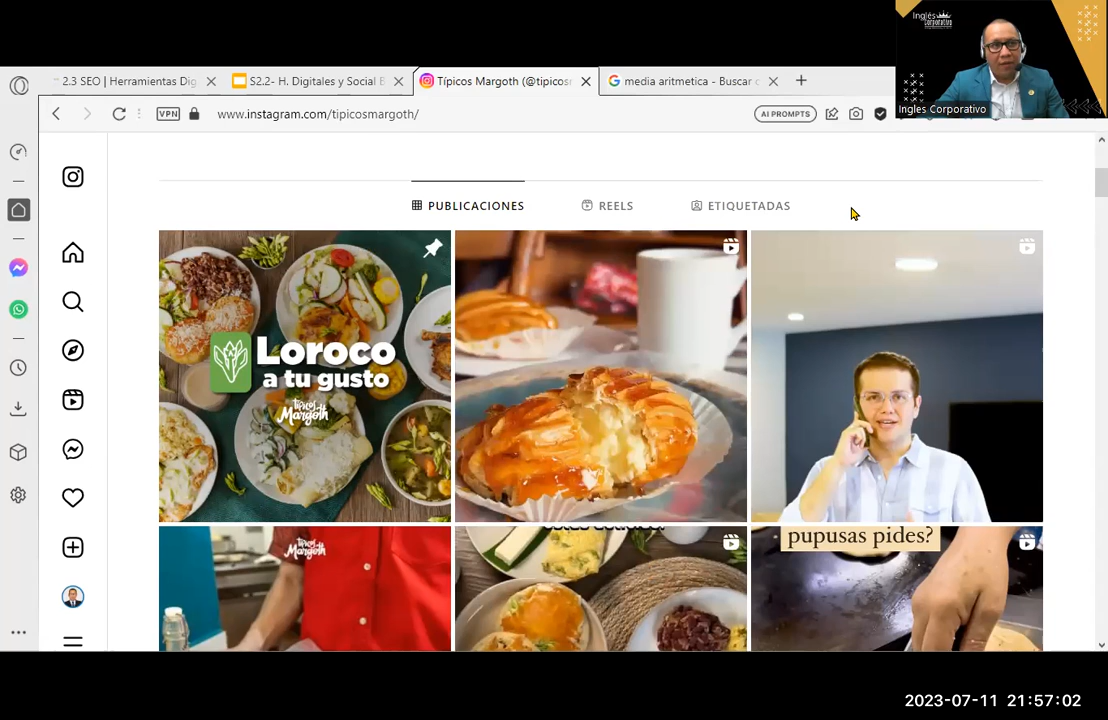 Inglés
Corporativo
Ingles Corporativo
2.3 SEO | Herramientas Dig
S2.2- H. Digitales y Social B
Típicos Margoth (@tipicosr
media aritmetica - Buscar c
VPN
www.instagram.com/tipicosmargoth/
AI PROMPTS
PUBLICACIONES
REELS
ETIQUETADAS
Loroco
a tu gusto
típicos
Margoth
típicos
Margoth
pupusas pides?
2023-07-11 21:57:02